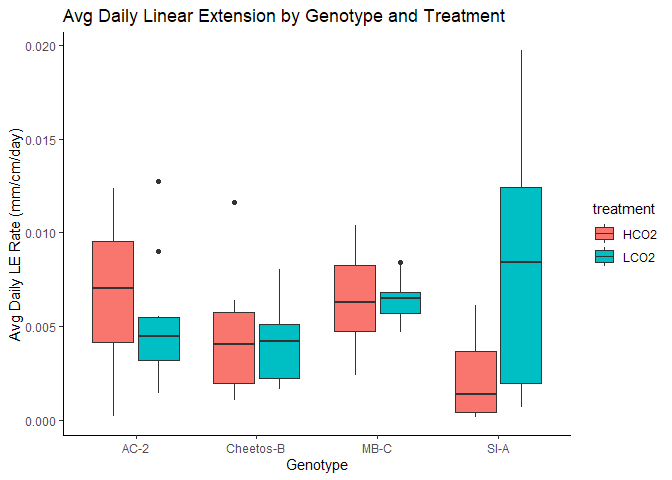 Avg Daily Linear Extension by Genotype and Treatment
Avg Daily LE Rate (mm/cm/day)
0.020
0.015
0.010
0.005
0.000
AC-2
Cheetos-B
MB-C
SI-A
Genotype
treatment
HCO2
LCO2